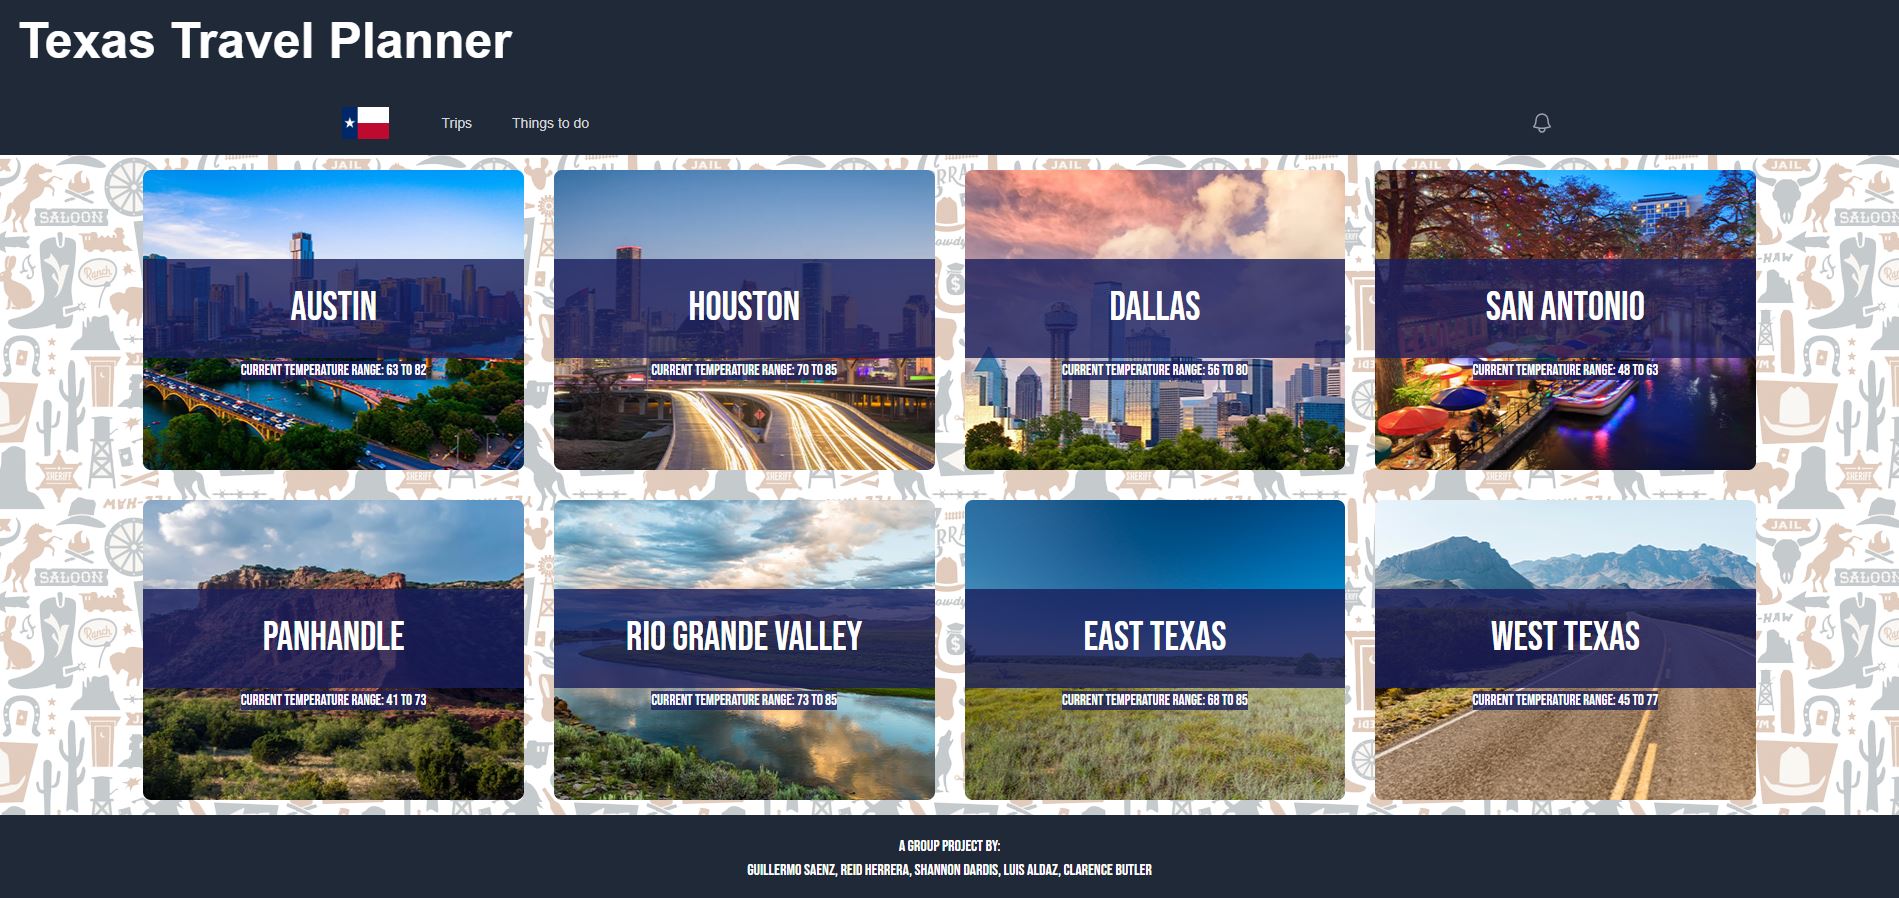 Texas Travel Planner
Trips
Things to do
AUSTIN
CURRENT TEMPERATURE RANGE: 63 TO 82
HOUSTON
CURRENT TEMPERATURE RANGE: 70 TO 85
DALLAS
CURRENT TEMPERATURE RANGE: 56 TO 80
SAN ANTONIO
CURRENT TEMPERATURE RANGE: 48 TO 63
PANHANDLE
CURRENT TEMPERATURE RANGE: 41 TO 73
RIO GRANDE VALLEY
CURRENT TEMPERATURE RANGE: 73 TO 85
EAST TEXAS
CURRENT TEMPERATURE RANGE: 68 TO 85
WEST TEXAS
CURRENT TEMPERATURE RANGE: 45 TO 77
JAIL
SALOON
Ranch
SHERIFF
A GROUP PROJECT BY:
GUILLERMO SAENZ, REID HERRERA, SHANNON DARDIS, LUIS ALDAZ, CLARENCE BUTLER